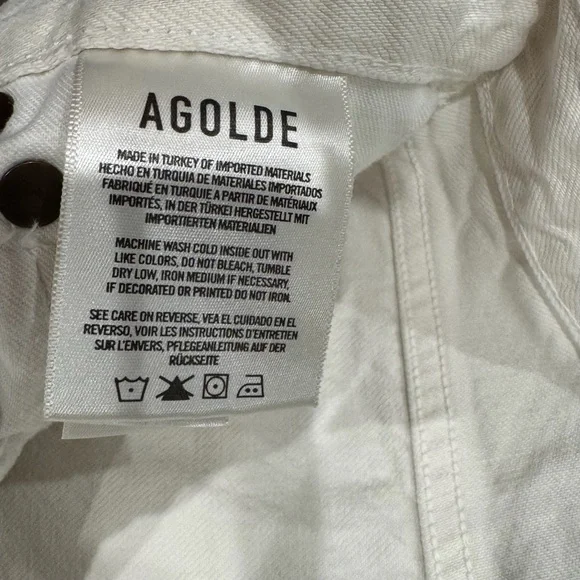 AGOLDE
MADE IN TURKEY OF IMPORTED MATERIALS
HECHO EN TURQUIA DE MATERIALES IMPORTADOS
FABRIQUÉ EN TURQUIE A PARTIR DE MATÉRIAUX
IMPORTÉS, IN DER TÜRKEI HERGESTELLT MIT
IMPORTIERTEN MATERIALIEN
MACHINE WASH COLD INSIDE OUT WITH
LIKE COLORS, DO NOT BLEACH, TUMBLE
DRY LOW, IRON MEDIUM IF NECESSARY,
IF DECORATED OR PRINTED DO NOT IRON.
SEE CARE ON REVERSE, VEA EL CUIDADO EN EL
REVERSO, VOIR LES INSTRUCTIONS D'ENTRETIEN
SUR L'ENVERS, PFLEGEANLEITUNG AUF DER
RÜCKSEITE